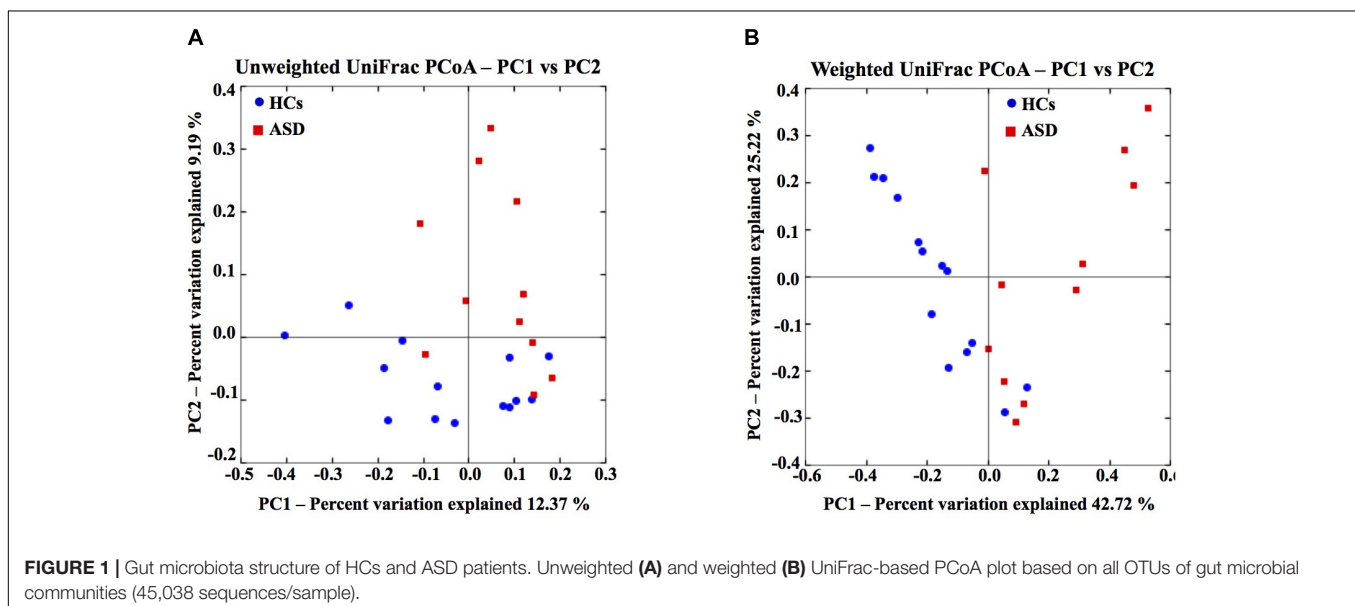 A
Unweighted UniFrac PCoA – PC1 vs PC2
HCs
ASD
PC2 – Percent variation explained 9.19 %
0.4
0.3
0.2
0.1
0.0
-0.1
-0.2
-0.5 -0.4 -0.3 -0.2 -0.1 0.0 0.1 0.2 0.3
PC1 – Percent variation explained 12.37 %
B
Weighted UniFrac PCoA – PC1 vs PC2
HCs
ASD
PC2 – Percent variation explained 25.22 %
0.4
0.3
0.2
0.1
0.0
-0.1
-0.2
-0.3
-0.4
-0.6 -0.4 -0.2 0.0 0.2 0.4
PC1 – Percent variation explained 42.72 %
FIGURE 1 | Gut microbiota structure of HCs and ASD patients. Unweighted (A) and weighted (B) UniFrac-based PCoA plot based on all OTUs of gut microbial
communities (45,038 sequences/sample).